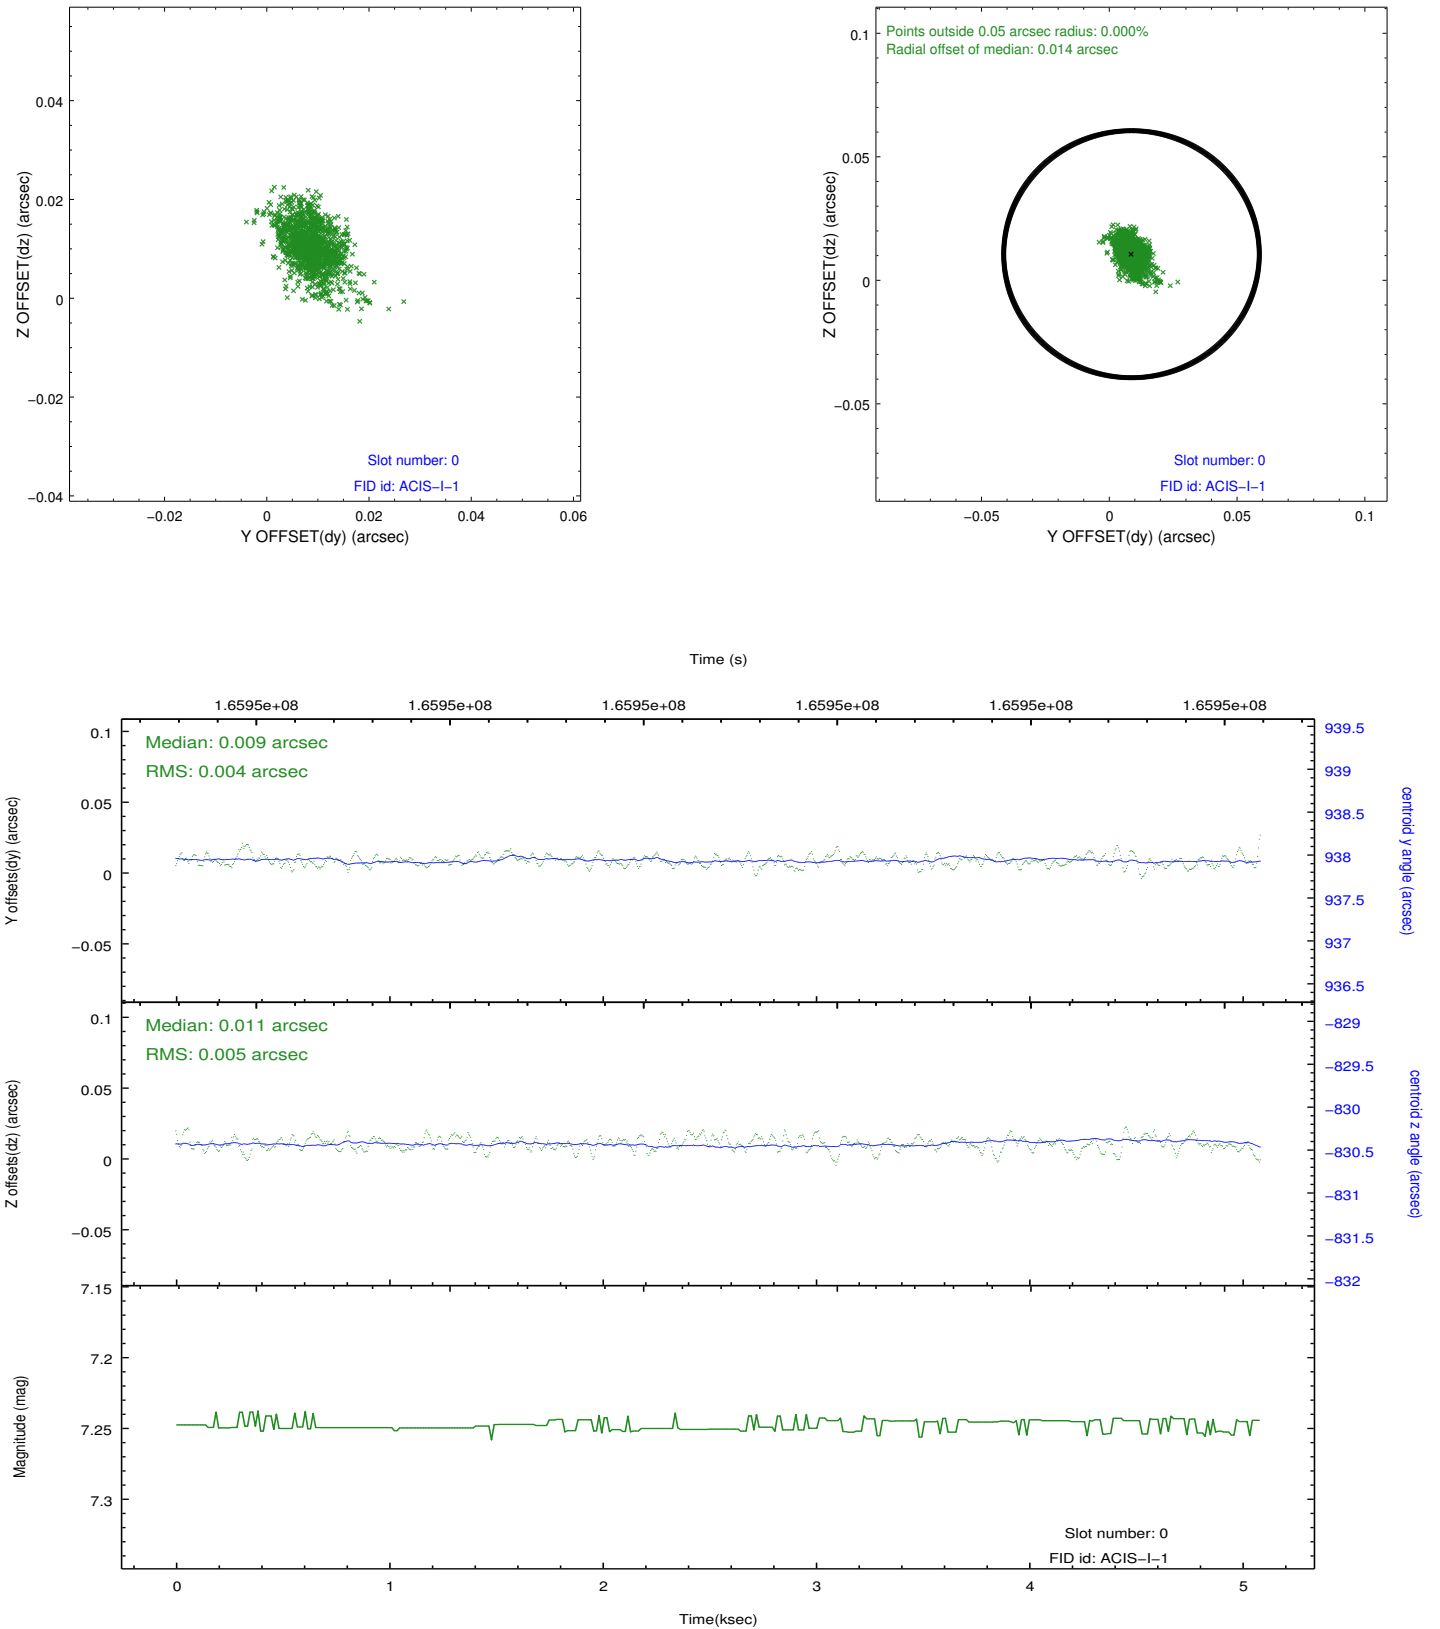 0.04
0.02
0
−0.02
−0.04
Z OFFSET(dz) (arcsec)
Slot number: 0
FID id: ACIS−I−1
−0.02
0
0.02
0.04
0.06
Y OFFSET(dy) (arcsec)
Points outside 0.05 arcsec radius: 0.000%
Radial offset of median: 0.014 arcsec
0.1
0.05
0
−0.05
Z OFFSET(dz) (arcsec)
Slot number: 0
FID id: ACIS−I−1
−0.05
0
0.05
0.1
Y OFFSET(dy) (arcsec)
Time (s)
1.6595e+08
1.6595e+08
1.6595e+08
1.6595e+08
1.6595e+08
1.6595e+08
Median: 0.009 arcsec
RMS: 0.004 arcsec
0.1
0.05
0
−0.05
Y offsets(dy) (arcsec)
939.5
939
938.5
938
937.5
937
936.5
centroid y angle (arcsec)
Median: 0.011 arcsec
RMS: 0.005 arcsec
0.1
0.05
0
−0.05
Z offsets(dz) (arcsec)
−829
−829.5
−830
−830.5
−831
−831.5
−832
centroid z angle (arcsec)
7.15
7.2
7.25
7.3
Magnitude (mag)
Slot number: 0
FID id: ACIS−I−1
0
1
2
3
4
5
Time(ksec)